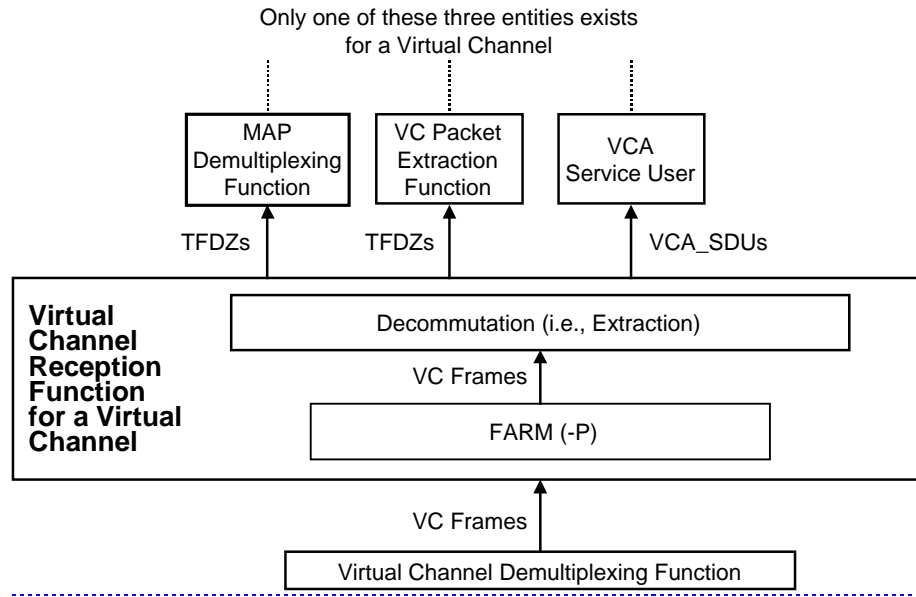 Only one of these three entities exists
for a Virtual Channel
MAP
Demultiplexing
Function
VC Packet
Extraction
Function
VCA
Service User
TFDZs
TFDZs
VCA_SDUs
Virtual
Channel
Reception
Function
for a Virtual
Channel
Decommutation (i.e., Extraction)
VC Frames
FARM (-P)
VC Frames
Virtual Channel Demultiplexing Function